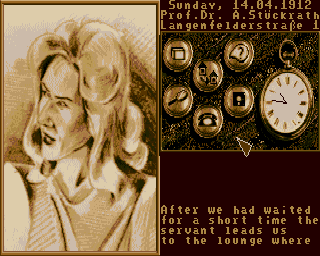 Sunday, 14.04.1912
Prof.Dr. A.Stückrath
Langenfelderstraße 1
After we had waited
for a short time the
servant leads us
to the lounge where